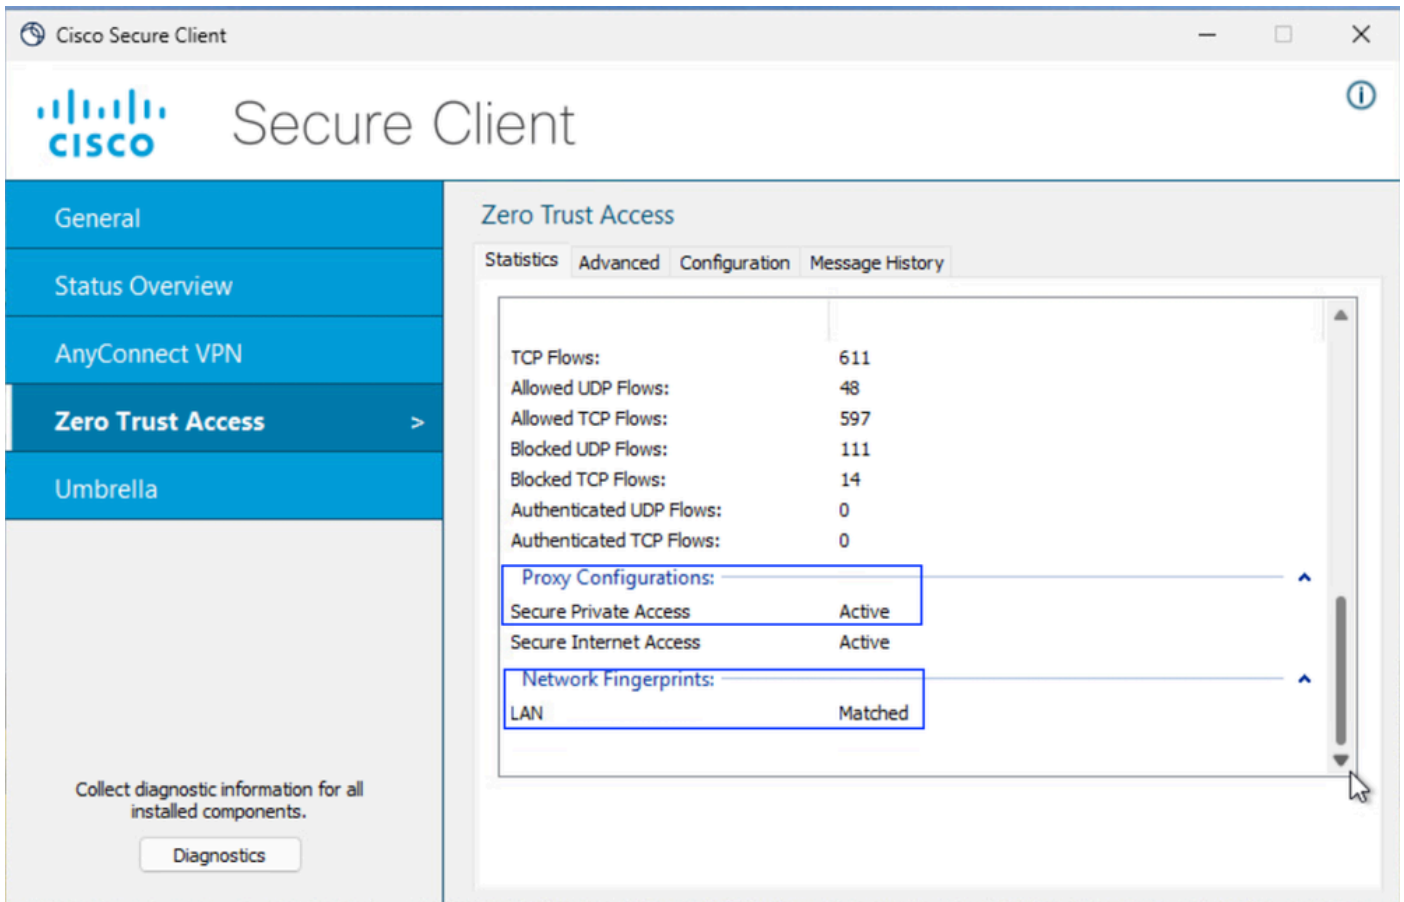 Cisco Secure Client
CISCO
Secure Client
General
Status Overview
AnyConnect VPN
Zero Trust Access >
Umbrella
Collect diagnostic information for all
installed components.
Diagnostics
Zero Trust Access
Statistics Advanced Configuration Message History
TCP Flows: 611
Allowed UDP Flows: 48
Allowed TCP Flows: 597
Blocked UDP Flows: 111
Blocked TCP Flows: 14
Authenticated UDP Flows: 0
Authenticated TCP Flows: 0
Proxy Configurations:
Secure Private Access Active
Secure Internet Access Active
Network Fingerprints:
LAN Matched